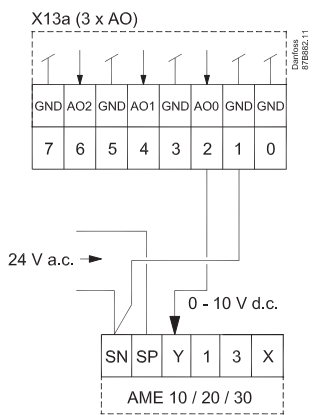 X13a (3 x AO)
Danfoss
87B882.11
GND AO2 GND AO1 GND AO0 GND GND
7 6 5 4 3 2 1 0
24 V a.c.
0 - 10 V d.c.
SN SP Y 1 3 X
AME 10 / 20 / 30